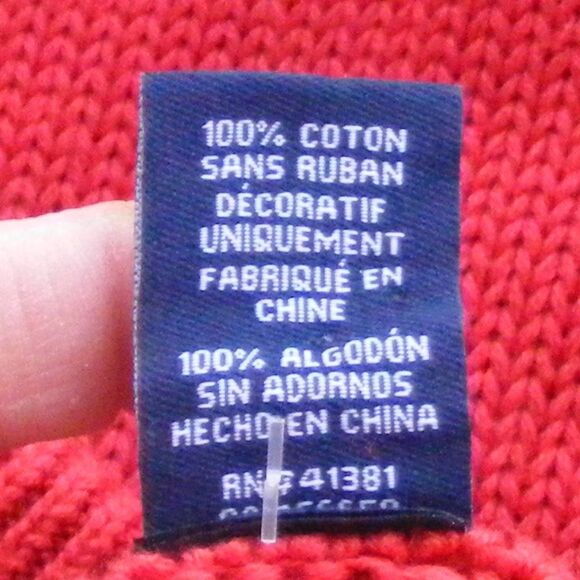 100% COTON
SANS RUBAN
DÉCORATIF
UNIQUEMENT
FABRIQUÉ EN
CHINE
100% ALGODÓN
SIN ADORNOS
HECHO EN CHINA
RN# 41381